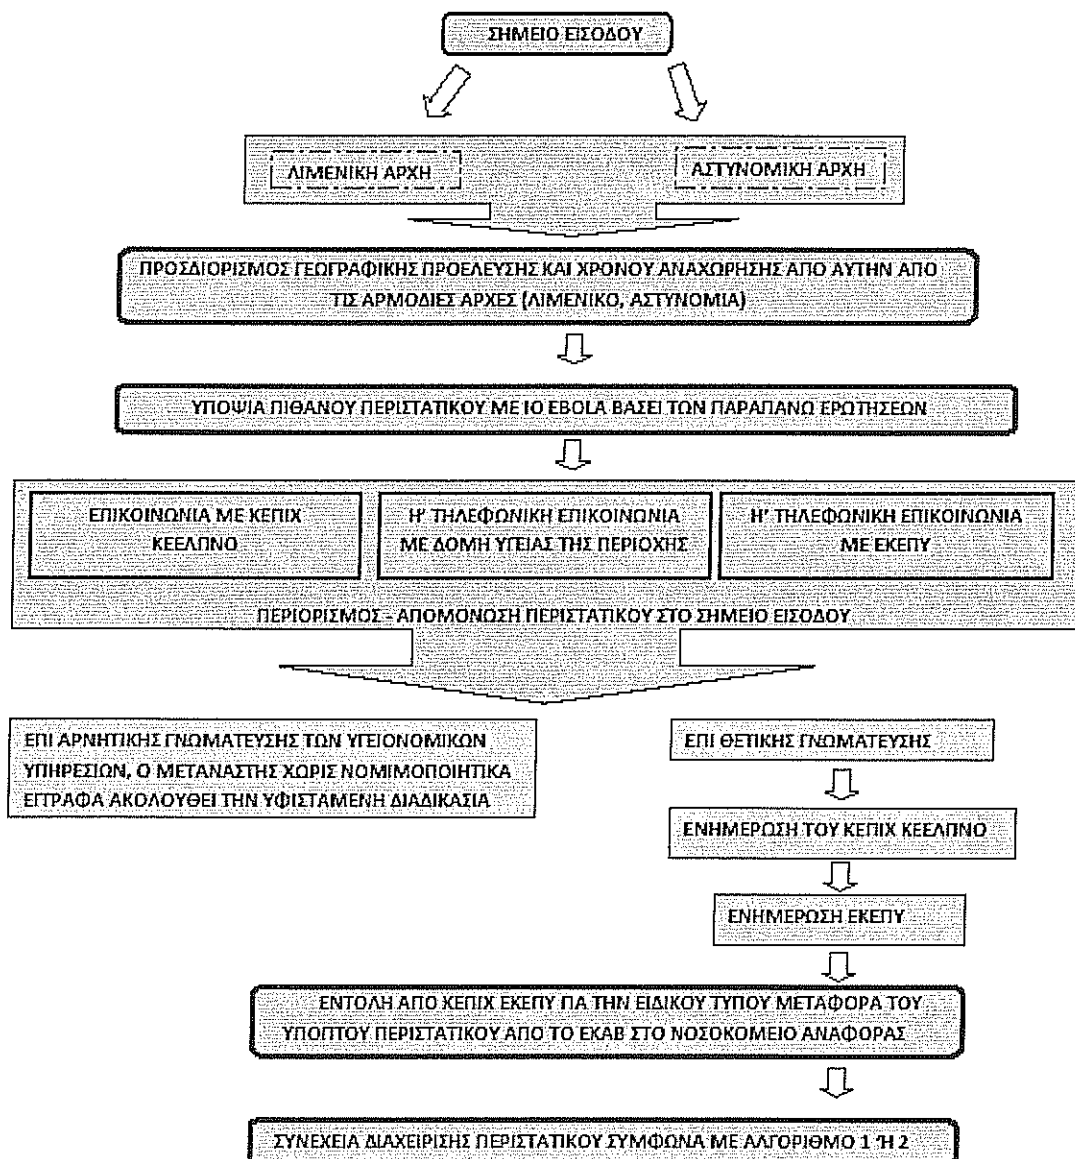 ΣΗΜΕΙΟ ΕΙΣΟΔΟΥ
ΛΙΜΕΝΙΚΗ ΑΡΧΗ
ΑΣΤΥΝΟΜΙΚΗ ΑΡΧΗ
ΠΡΟΣΔΙΟΡΙΣΜΟΣ ΓΕΩΓΡΑΦΙΚΗΣ ΠΡΟΕΛΕΥΣΗΣ ΚΑΙ ΧΡΟΝΟΥ ΑΝΑΧΩΡΗΣΗΣ ΑΠΟ ΑΥΤΗΝ ΑΠΟ
ΤΙΣ ΑΡΜΟΔΙΕΣ ΑΡΧΕΣ (ΛΙΜΕΝΙΚΟ, ΑΣΤΥΝΟΜΙΑ)
ΥΠΟΨΙΑ ΠΙΘΑΝΟΥ ΠΕΡΙΣΤΑΤΙΚΟΥ ΜΕ ΙΟ EBOLA ΒΑΣΕΙ ΤΩΝ ΠΑΡΑΠΑΝΩ ΕΡΩΤΗΣΕΩΝ
ΕΠΙΚΟΙΝΩΝΙΑ ΜΕ ΚΕΠΙΧ
ΚΕΕΛΠΝΟ
Η' ΤΗΛΕΦΩΝΙΚΗ ΕΠΙΚΟΙΝΩΝΙΑ
ΜΕ ΔΟΜΗ ΥΓΕΙΑΣ ΤΗΣ ΠΕΡΙΟΧΗΣ
Η' ΤΗΛΕΦΩΝΙΚΗ ΕΠΙΚΟΙΝΩΝΙΑ
ΜΕ ΕΚΕΠΥ
ΠΕΡΙΟΡΙΣΜΟΣ - ΑΠΟΜΟΝΩΣΗ ΠΕΡΙΣΤΑΤΙΚΟΥ ΣΤΟ ΣΗΜΕΙΟ ΕΙΣΟΔΟΥ
ΕΠΙ ΑΡΝΗΤΙΚΗΣ ΓΝΩΜΑΤΕΥΣΗΣ ΤΩΝ ΥΓΕΙΟΝΟΜΙΚΩΝ
ΥΠΗΡΕΣΙΩΝ, Ο ΜΕΤΑΝΑΣΤΗΣ ΧΩΡΙΣ ΝΟΜΙΜΟΠΟΙΗΤΙΚΑ
ΕΓΓΡΑΦΑ ΑΚΟΛΟΥΘΕΙ ΤΗΝ ΥΦΙΣΤΑΜΕΝΗ ΔΙΑΔΙΚΑΣΙΑ
ΕΠΙ ΘΕΤΙΚΗΣ ΓΝΩΜΑΤΕΥΣΗΣ
ΕΝΗΜΕΡΩΣΗ ΤΟΥ ΚΕΠΙΧ ΚΕΕΛΠΝΟ
ΕΝΗΜΕΡΩΣΗ ΕΚΕΠΥ
ΕΝΤΟΛΗ ΑΠΟ ΚΕΠΙΧ ΕΚΕΠΥ ΓΙΑ ΤΗΝ ΕΙΔΙΚΟΥ ΤΥΠΟΥ ΜΕΤΑΦΟΡΑ ΤΟΥ
ΥΠΟΠΤΟΥ ΠΕΡΙΣΤΑΤΙΚΟΥ ΑΠΟ ΤΟ ΕΚΑΒ ΣΤΟ ΝΟΣΟΚΟΜΕΙΟ ΑΝΑΦΟΡΑΣ
ΣΥΝΕΧΕΙΑ ΔΙΑΧΕΙΡΙΣΗΣ ΠΕΡΙΣΤΑΤΙΚΟΥ ΣΥΜΦΩΝΑ ΜΕ ΑΛΓΟΡΙΘΜΟ 1 Ή 2